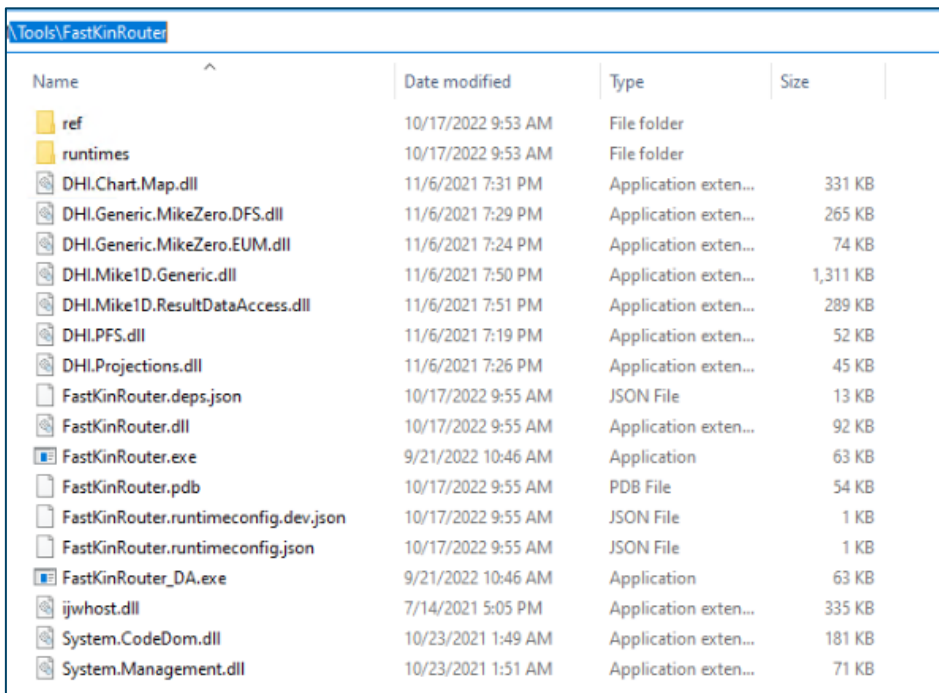 \Tools\FastKinRouter
Name Date modified Type Size
ref 10/17/2022 9:53 AM File folder
runtimes 10/17/2022 9:53 AM File folder
DHI.Chart.Map.dll 11/6/2021 7:31 PM Application exten... 331 KB
DHI.Generic.MikeZero.DFS.dll 11/6/2021 7:29 PM Application exten... 265 KB
DHI.Generic.MikeZero.EUM.dll 11/6/2021 7:24 PM Application exten... 74 KB
DHI.Mike1D.Generic.dll 11/6/2021 7:50 PM Application exten... 1,311 KB
DHI.Mike1D.ResultDataAccess.dll 11/6/2021 7:51 PM Application exten... 289 KB
DHI.PFS.dll 11/6/2021 7:19 PM Application exten... 52 KB
DHI.Projections.dll 11/6/2021 7:26 PM Application exten... 45 KB
FastKinRouter.deps.json 10/17/2022 9:55 AM JSON File 13 KB
FastKinRouter.dll 10/17/2022 9:55 AM Application exten... 92 KB
FastKinRouter.exe 9/21/2022 10:46 AM Application 63 KB
FastKinRouter.pdb 10/17/2022 9:55 AM PDB File 54 KB
FastKinRouter.runtimeconfig.dev.json 10/17/2022 9:55 AM JSON File 1 KB
FastKinRouter.runtimeconfig.json 10/17/2022 9:55 AM JSON File 1 KB
FastKinRouter_DA.exe 9/21/2022 10:46 AM Application 63 KB
ijwhost.dll 7/14/2021 5:05 PM Application exten... 335 KB
System.CodeDom.dll 10/23/2021 1:49 AM Application exten... 181 KB
System.Management.dll 10/23/2021 1:51 AM Application exten... 71 KB